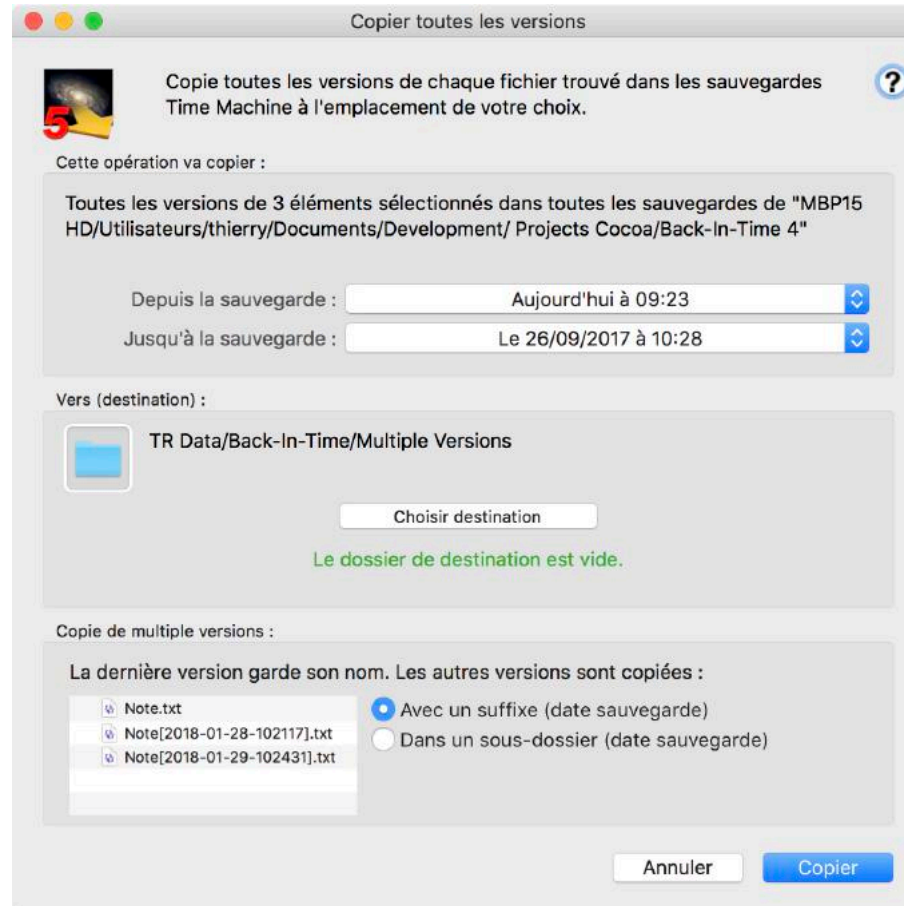 Copier toutes les versions
Copie toutes les versions de chaque fichier trouvé dans les sauvegardes
Time Machine à l'emplacement de votre choix.
?
5
Cette opération va copier :
Toutes les versions de 3 éléments sélectionnés dans toutes les sauvegardes de "MBP15
HD/Utilisateurs/thierry/Documents/Development/ Projects Cocoa/Back-In-Time 4"
Depuis la sauvegarde : Aujourd'hui à 09:23
Jusqu'à la sauvegarde : Le 26/09/2017 à 10:28
Vers (destination) :
TR Data/Back-In-Time/Multiple Versions
Choisir destination
Le dossier de destination est vide.
Copie de multiple versions :
La dernière version garde son nom. Les autres versions sont copiées :
Note.txt
Note[2018-01-28-102117].txt
Note[2018-01-29-102431].txt
Avec un suffixe (date sauvegarde)
Dans un sous-dossier (date sauvegarde)
Annuler Copier